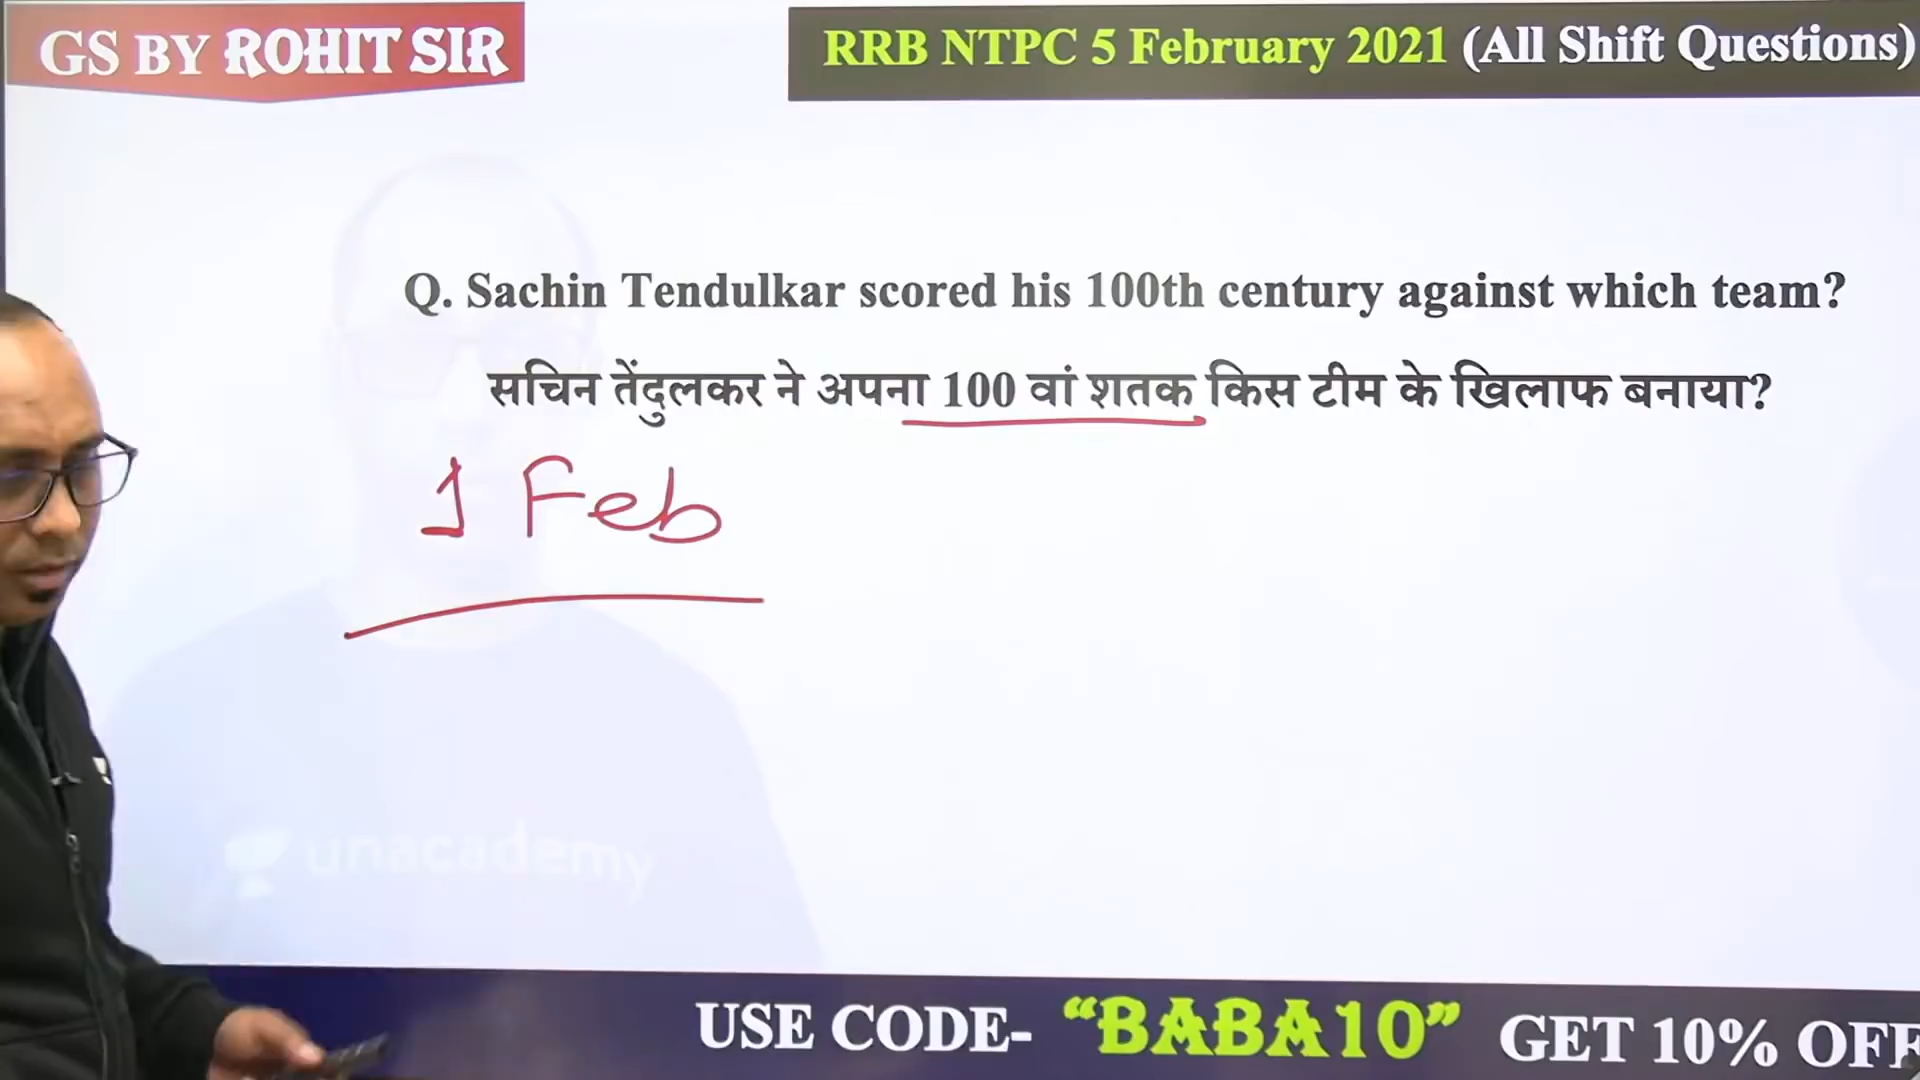 GS BY ROHIT SIR
RRB NTPC 5 February 2021 (All Shift Questions)
Q. Sachin Tendulkar scored his 100th century against which team?
सचिन तेंदुलकर ने अपना 100 वां शतक किस टीम के खिलाफ बनाया?
1 Feb
unacademy
USE CODE- “BABA10” GET 10% OFF